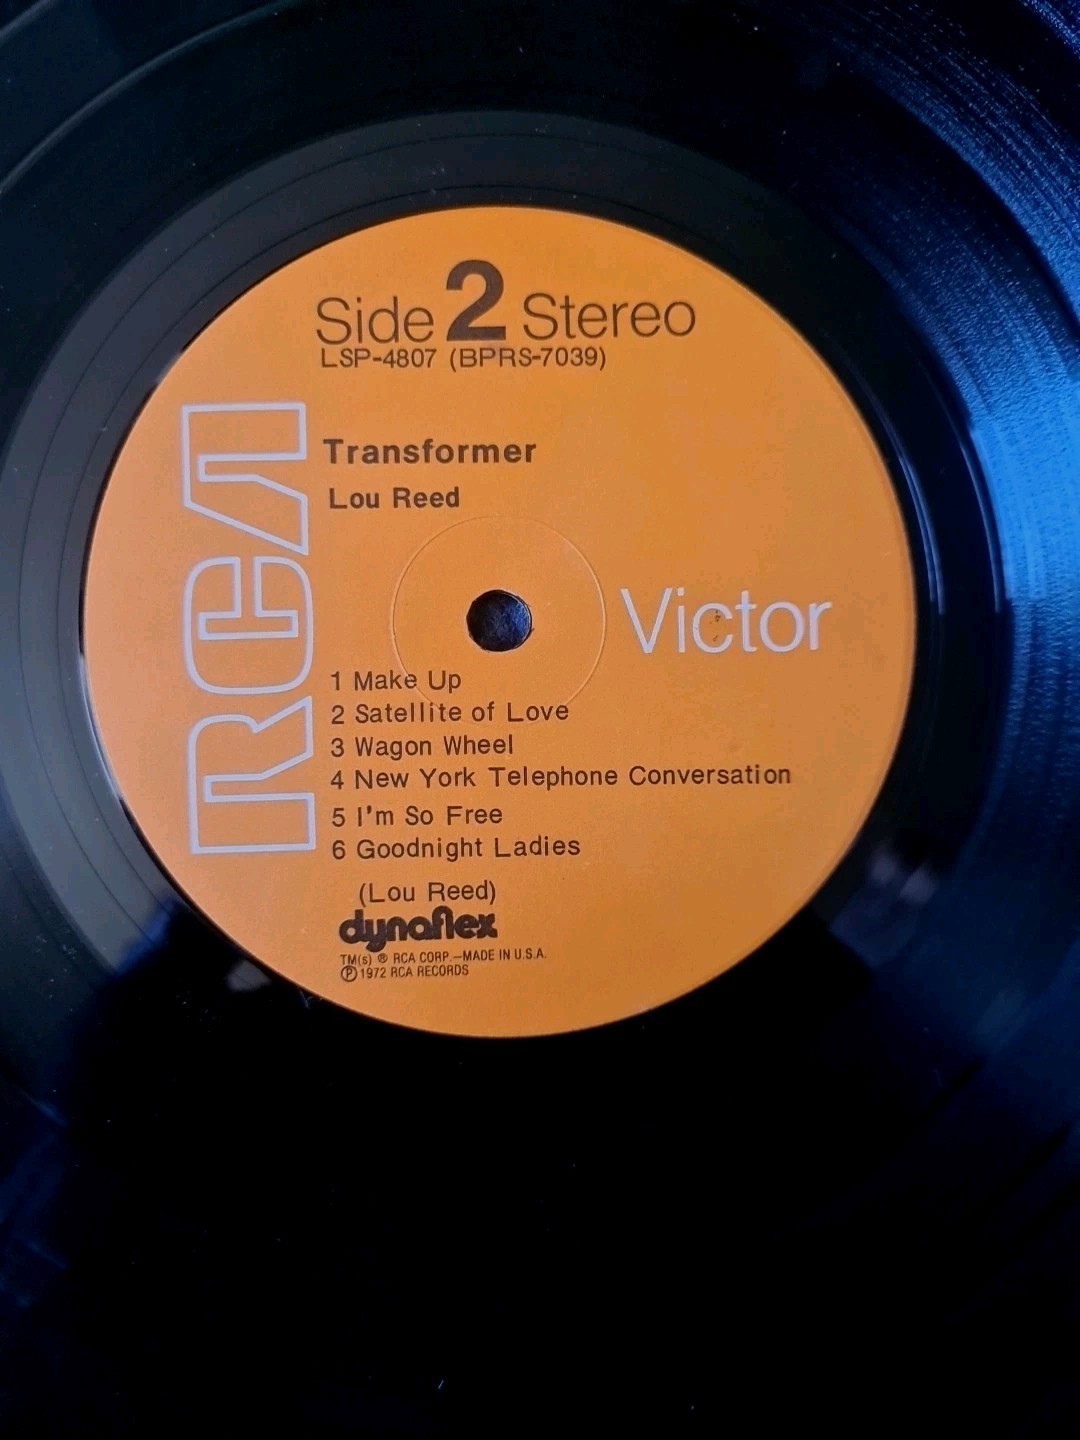 Side 2 Stereo
LSP-4807 (BPRS-7039)
Transformer
Lou Reed
RCA
Victor
1 Make Up
2 Satellite of Love
3 Wagon Wheel
4 New York Telephone Conversation
5 I'm So Free
6 Goodnight Ladies
(Lou Reed)
dynaflex
TM(s) ® RCA CORP.—MADE IN U.S.A.
Ⓟ 1972 RCA RECORDS